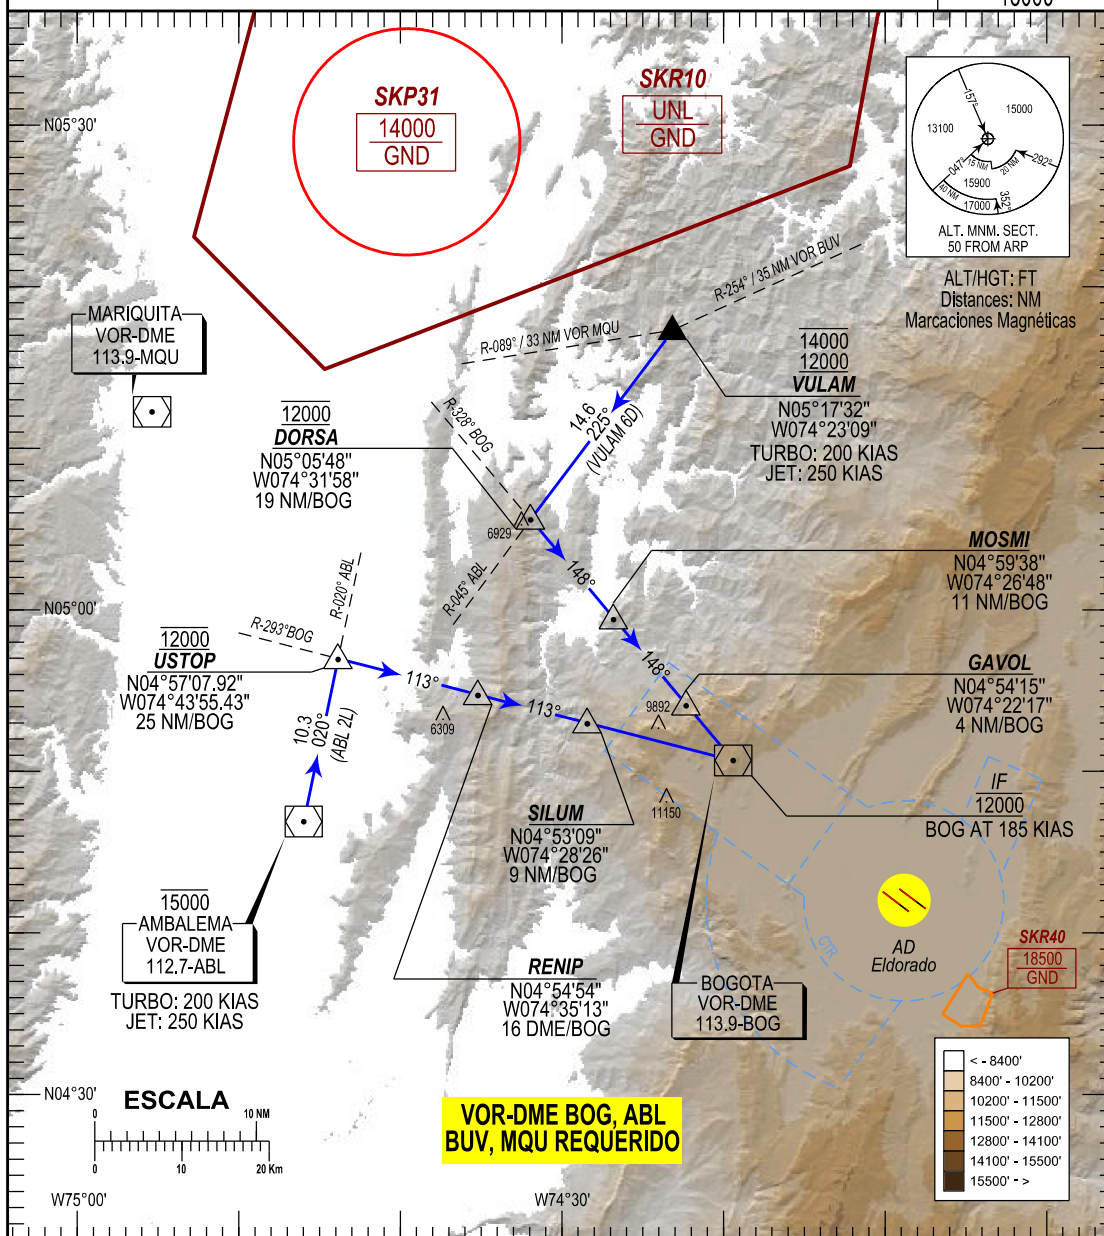 10000
SKP31
14000
GND
SKR10
UNL
GND
N05°30'
157°
15000
13100
047°
15 NM
20 NM
292°
40 NM
15900
17000
352°
ALT. MNM. SECT.
50 FROM ARP
ALT/HGT: FT
Distances: NM
Marcaciones Magnéticas
R-254° / 35 NM VOR BUV
R-089° / 33 NM VOR MQU
MARIQUITA
VOR-DME
113.9-MQU
14000
12000
VULAM
N05°17'32"
W074°23'09"
TURBO: 200 KIAS
JET: 250 KIAS
14.6
225°
(VULAM 6D)
R-328° BOG
12000
DORSA
N05°05'48"
W074°31'58"
19 NM/BOG
6929
R-045° ABL
148°
MOSMI
N04°59'38"
W074°26'48"
11 NM/BOG
N05°00'
R-020° ABL
R-293°BOG
12000
USTOP
N04°57'07.92"
W074°43'55.43"
25 NM/BOG
148°
GAVOL
N04°54'15"
W074°22'17"
4 NM/BOG
113°
113°
6309
9892
10.3
020°
(ABL 2L)
11150
IF
12000
BOG AT 185 KIAS
SILUM
N04°53'09"
W074°28'26"
9 NM/BOG
15000
AMBALEMA
VOR-DME
112.7-ABL
TURBO: 200 KIAS
JET: 250 KIAS
RENIP
N04°54'54"
W074°35'13"
16 DME/BOG
BOGOTA
VOR-DME
113.9-BOG
CTR
AD
Eldorado
SKR40
18500
GND
N04°30'
ESCALA
0 10 NM
0 10 20 Km
VOR-DME BOG, ABL
BUV, MQU REQUERIDO
< - 8400'
8400' - 10200'
10200' - 11500'
11500' - 12800'
12800' - 14100'
14100' - 15500'
15500' - >
W75°00'
W074°30'